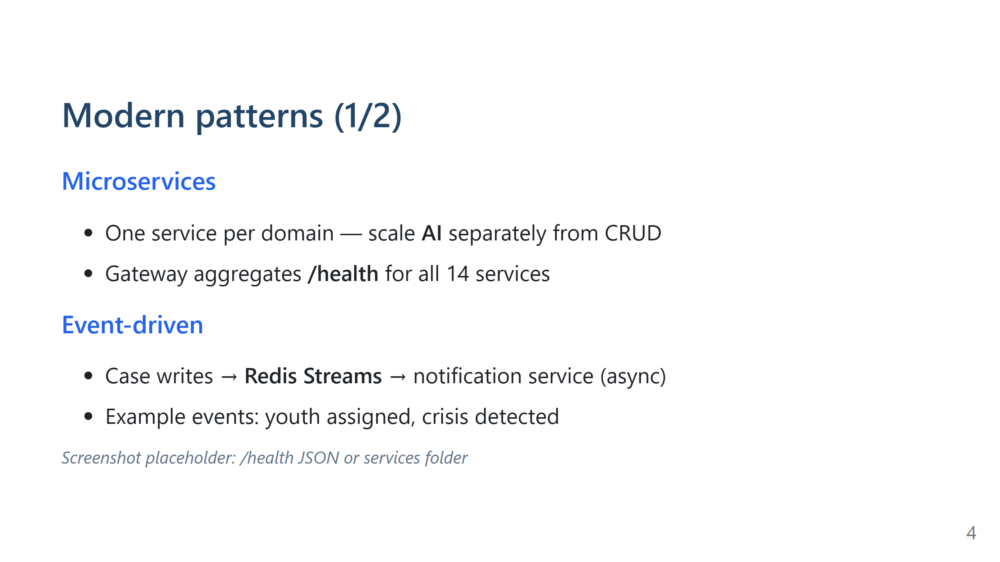 Modern patterns (1/2)
Microservices
• One service per domain — scale AI separately from CRUD
• Gateway aggregates /health for all 14 services
Event-driven
• Case writes → Redis Streams → notification service (async)
• Example events: youth assigned, crisis detected
Screenshot placeholder: /health JSON or services folder
4